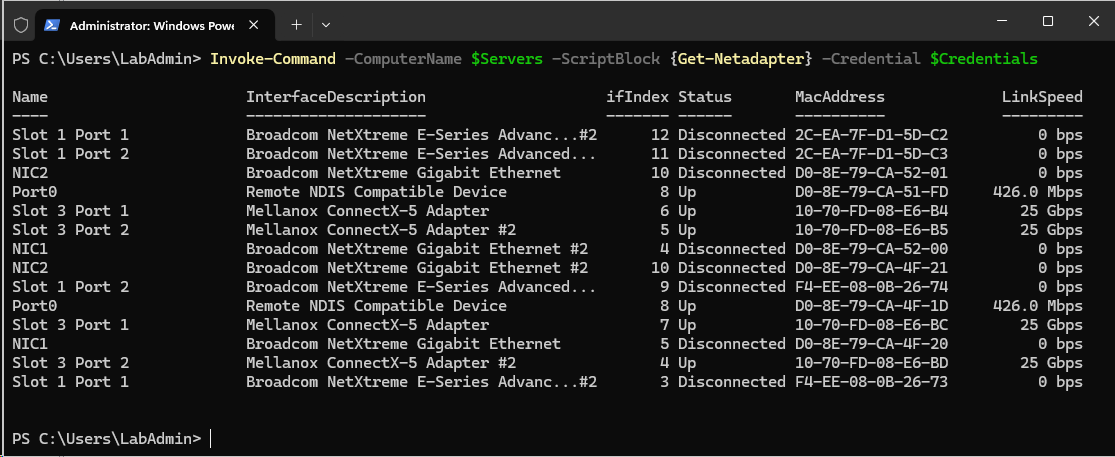 Administrator: Windows Powe
PS C:\Users\LabAdmin> Invoke-Command -ComputerName $Servers -ScriptBlock {Get-Netadapter} -Credential $Credentials
Name InterfaceDescription ifIndex Status MacAddress LinkSpeed
---- -------------------- ------- ------ ---------- ---------
Slot 1 Port 1 Broadcom NetXtreme E-Series Advanc...#2 12 Disconnected 2C-EA-7F-D1-5D-C2 0 bps
Slot 1 Port 2 Broadcom NetXtreme E-Series Advanced... 11 Disconnected 2C-EA-7F-D1-5D-C3 0 bps
NIC2 Broadcom NetXtreme Gigabit Ethernet 10 Disconnected D0-8E-79-CA-52-01 0 bps
Port0 Remote NDIS Compatible Device 8 Up D0-8E-79-CA-51-FD 426.0 Mbps
Slot 3 Port 1 Mellanox ConnectX-5 Adapter 6 Up 10-70-FD-08-E6-B4 25 Gbps
Slot 3 Port 2 Mellanox ConnectX-5 Adapter #2 5 Up 10-70-FD-08-E6-B5 25 Gbps
NIC1 Broadcom NetXtreme Gigabit Ethernet #2 4 Disconnected D0-8E-79-CA-52-00 0 bps
NIC2 Broadcom NetXtreme Gigabit Ethernet #2 10 Disconnected D0-8E-79-CA-4F-21 0 bps
Slot 1 Port 2 Broadcom NetXtreme E-Series Advanced... 9 Disconnected F4-EE-08-0B-26-74 0 bps
Port0 Remote NDIS Compatible Device 8 Up D0-8E-79-CA-4F-1D 426.0 Mbps
Slot 3 Port 1 Mellanox ConnectX-5 Adapter 7 Up 10-70-FD-08-E6-BC 25 Gbps
NIC1 Broadcom NetXtreme Gigabit Ethernet 5 Disconnected D0-8E-79-CA-4F-20 0 bps
Slot 3 Port 2 Mellanox ConnectX-5 Adapter #2 4 Up 10-70-FD-08-E6-BD 25 Gbps
Slot 1 Port 1 Broadcom NetXtreme E-Series Advanc...#2 3 Disconnected F4-EE-08-0B-26-73 0 bps
PS C:\Users\LabAdmin>